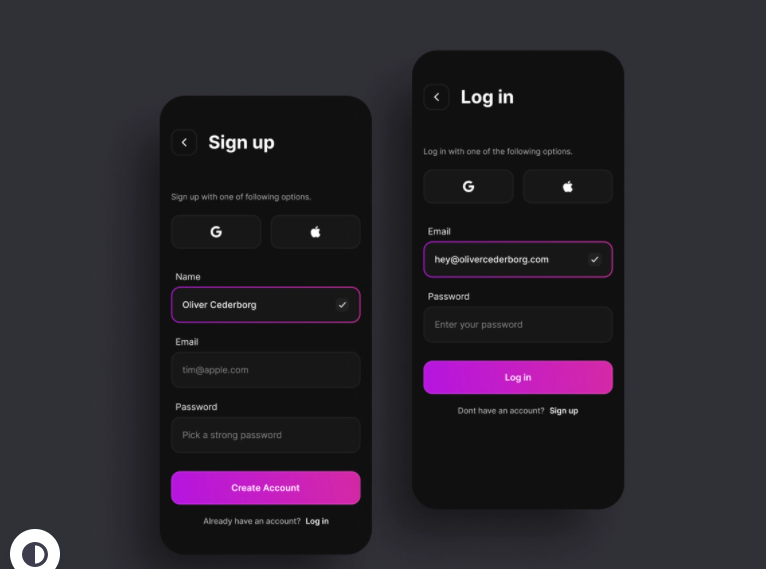 Sign up
Sign up with one of following options.
G
Name
Oliver Cederborg
Email
tim@apple.com
Password
Pick a strong password
Create Account
Already have an account? Log in
Log in
Log in with one of the following options.
G
Email
hey@olivercederborg.com
Password
Enter your password
Log in
Dont have an account? Sign up